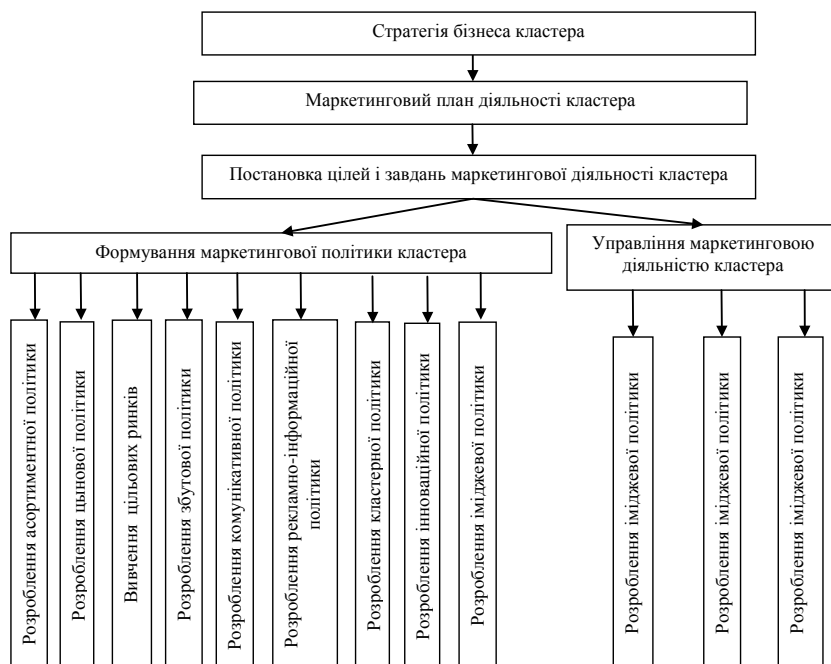 Стратегія бізнеса кластера
Маркетинговий план діяльності кластера
Постановка цілей і завдань маркетингової діяльності кластера
Формування маркетингової політики кластера
Управління маркетинговою
діяльністю кластера
Розроблення асортиментної політики
Розроблення цынової політики
Вивчення цільових ринків
Розроблення збутової політики
Розроблення комунікативної політики
Розроблення рекламно-інформаційної
політики
Розроблення кластерної політики
Розроблення інноваційної політики
Розроблення іміджевої політики
Розроблення іміджевої політики
Розроблення іміджевої політики
Розроблення іміджевої політики